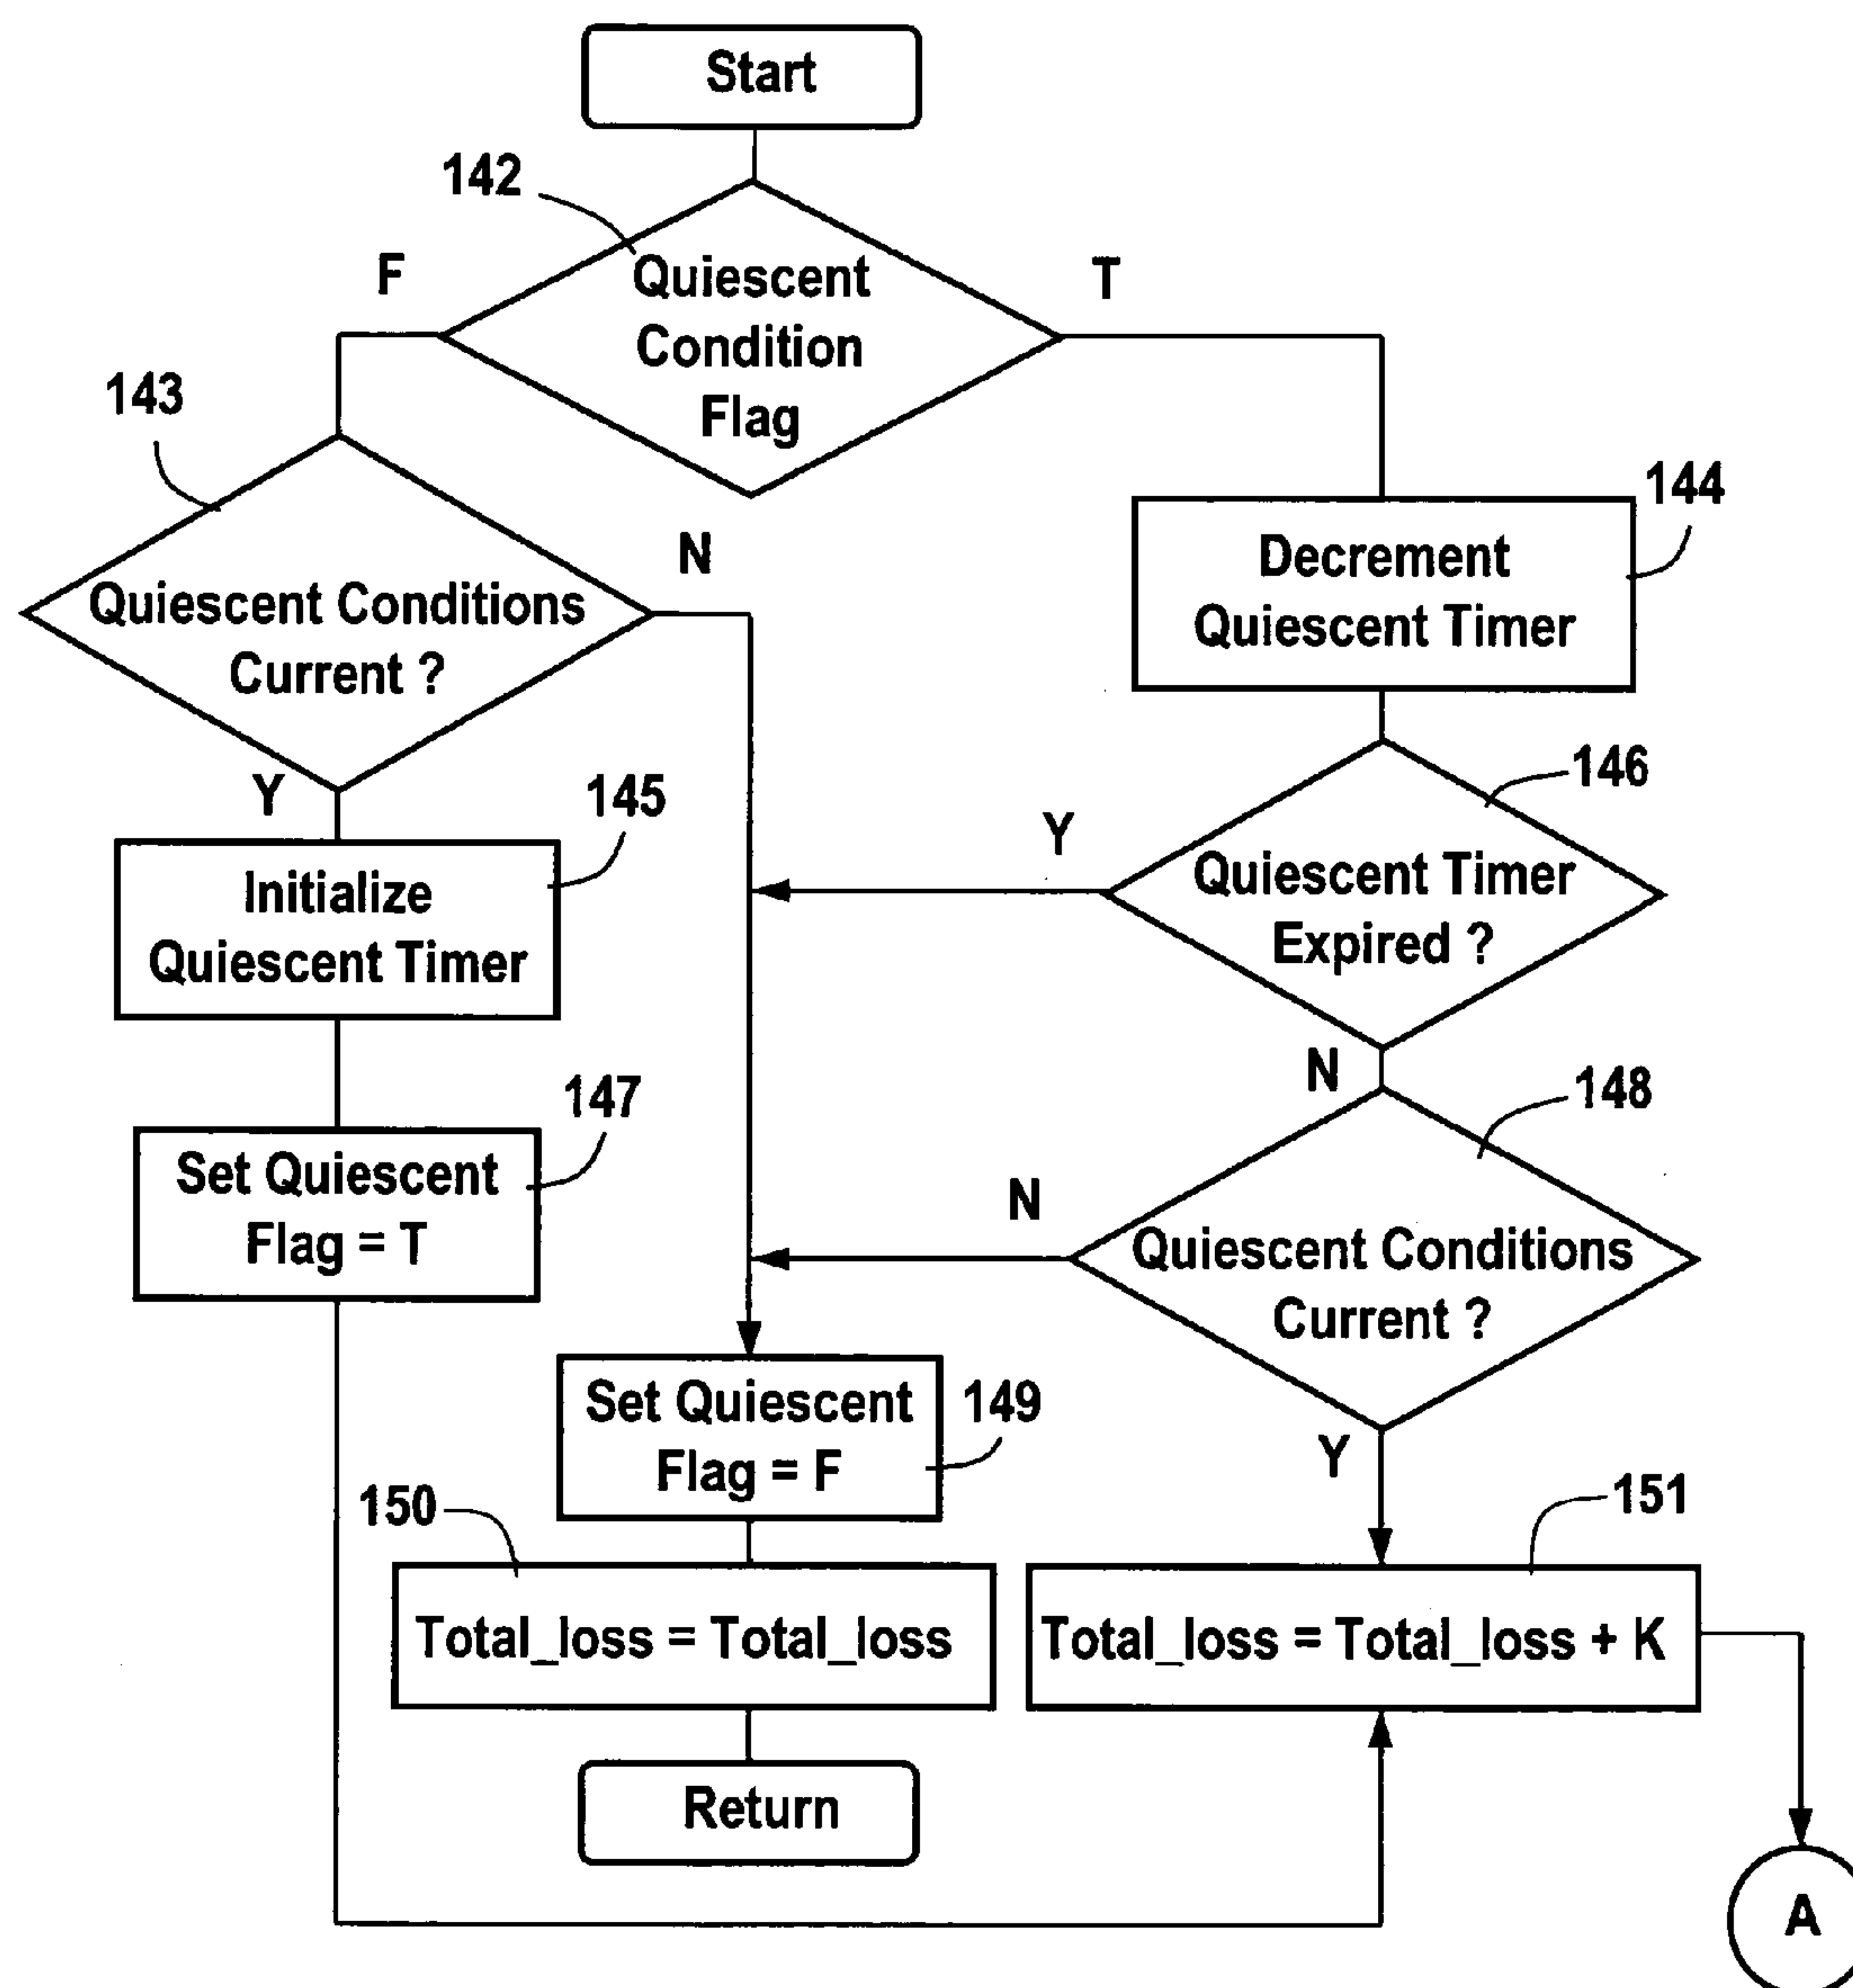 Start
142
F
Quiescent
Condition
Flag
T
143
Quiescent Conditions
Current ?
N
144
Decrement
Quiescent Timer
Y
145
Initialize
Quiescent Timer
146
Quiescent Timer
Expired ?
Y
N
147
Set Quiescent
Flag = T
148
Quiescent Conditions
Current ?
N
Y
149
Set Quiescent
Flag = F
150
Total_loss = Total_loss
151
Total_loss = Total_loss + K
Return
A